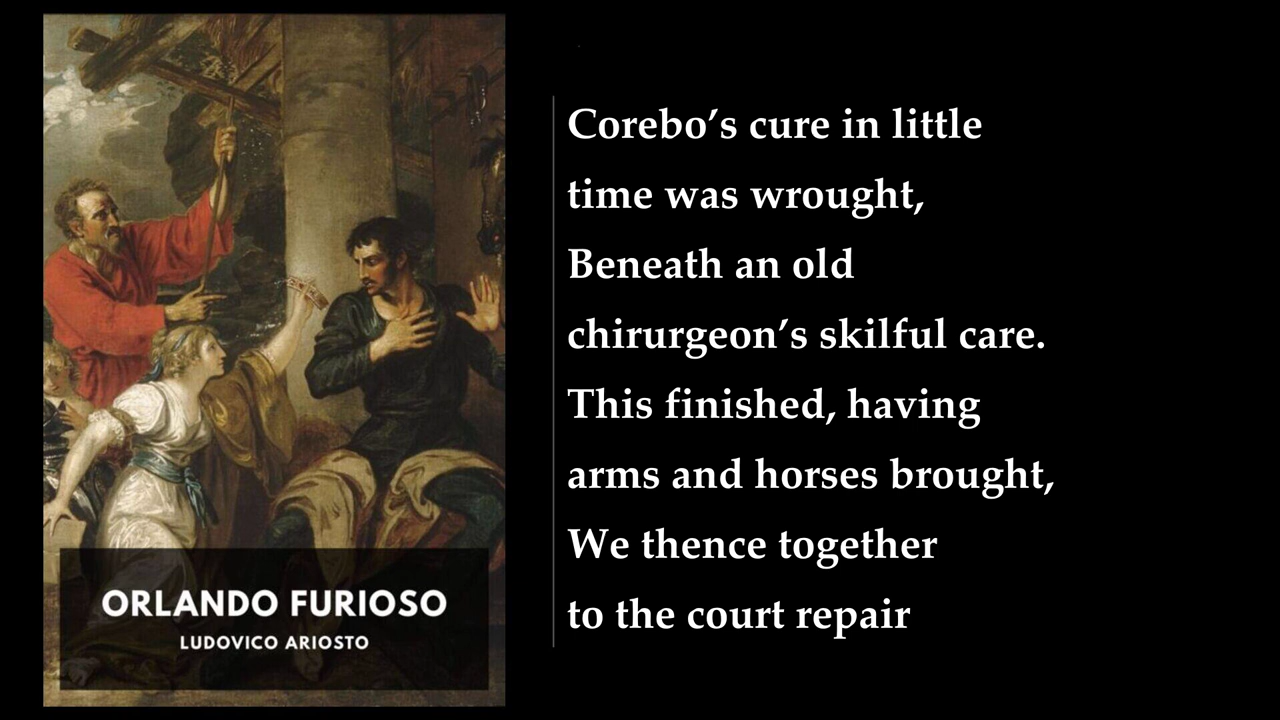 ORLANDO FURIOSO
LUDOVICO ARIOSTO
Corebo’s cure in little
time was wrought,
Beneath an old
chirurgeon’s skilful care.
This finished, having
arms and horses brought,
We thence together
to the court repair